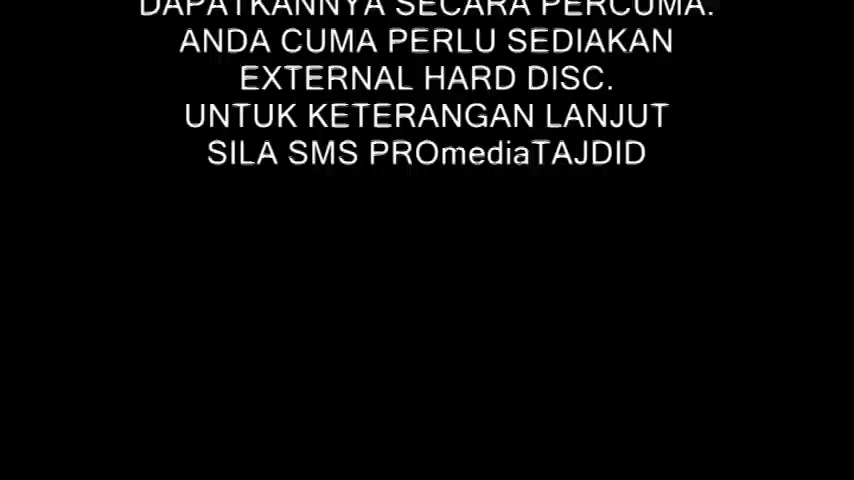 DAPATKANNYA SECARA PERCUMA.
ANDA CUMA PERLU SEDIAKAN
EXTERNAL HARD DISC.
UNTUK KETERANGAN LANJUT
SILA SMS PROmediaTAJDID